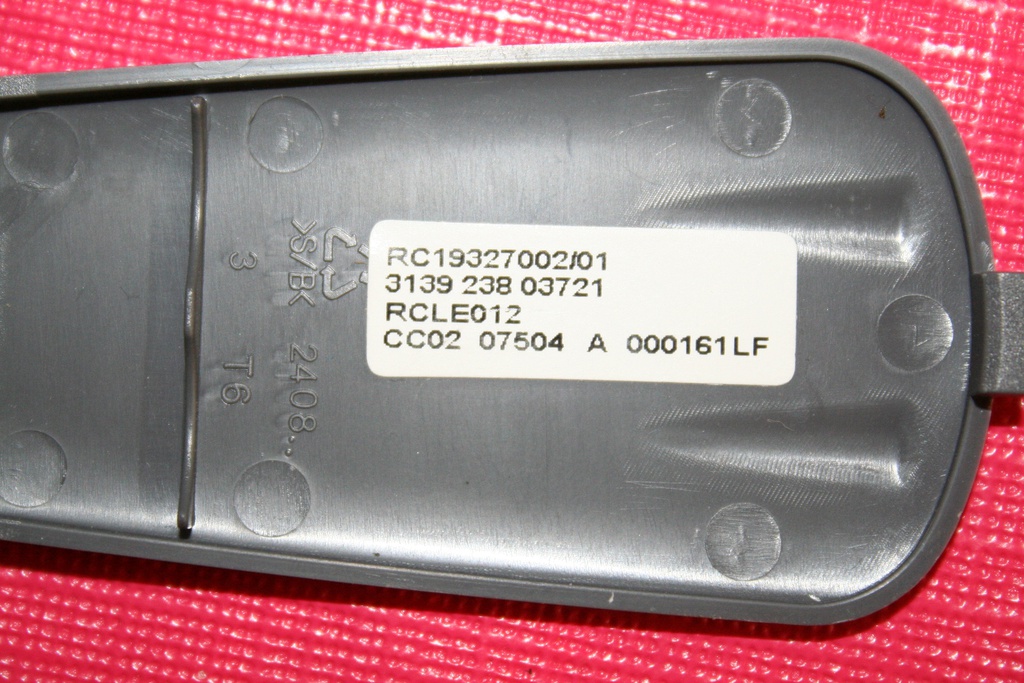 RC19327002/01
3139 238 03721
RCLE012
CC02 07504 A 000161LF
>S/BK 2408..
3 T6